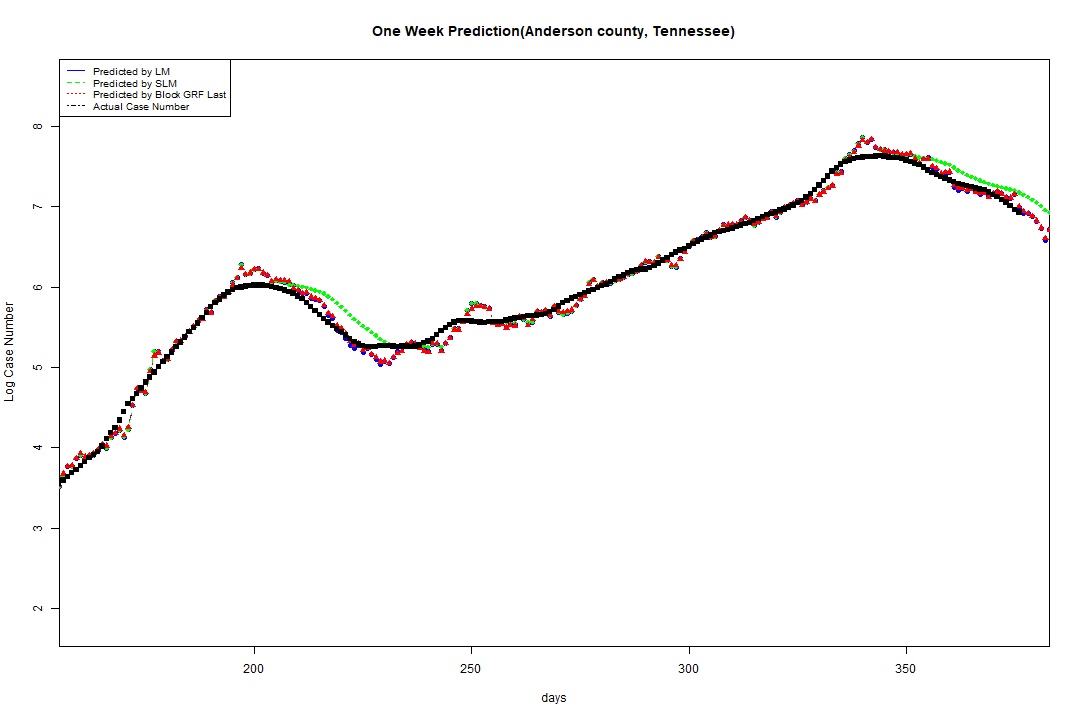 One Week Prediction(Anderson county, Tennessee)
Predicted by LM
Predicted by SLM
Predicted by Block GRF Last
Actual Case Number
8
7
6
5
4
3
2
Log Case Number
200 250 300 350
days